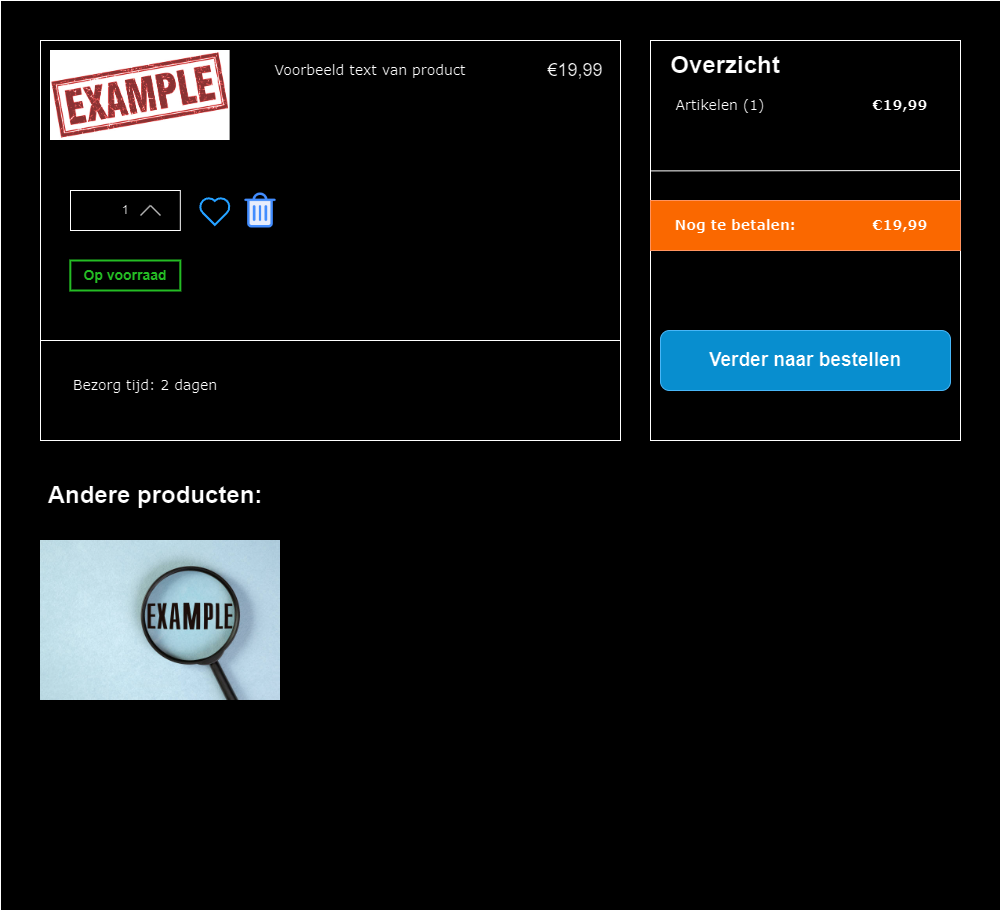 EXAMPLE
Voorbeeld text van product
€19,99
1
Op voorraad
Bezorg tijd: 2 dagen
Overzicht
Artikelen (1) €19,99
Nog te betalen: €19,99
Verder naar bestellen
Andere producten:
EXAMPLE